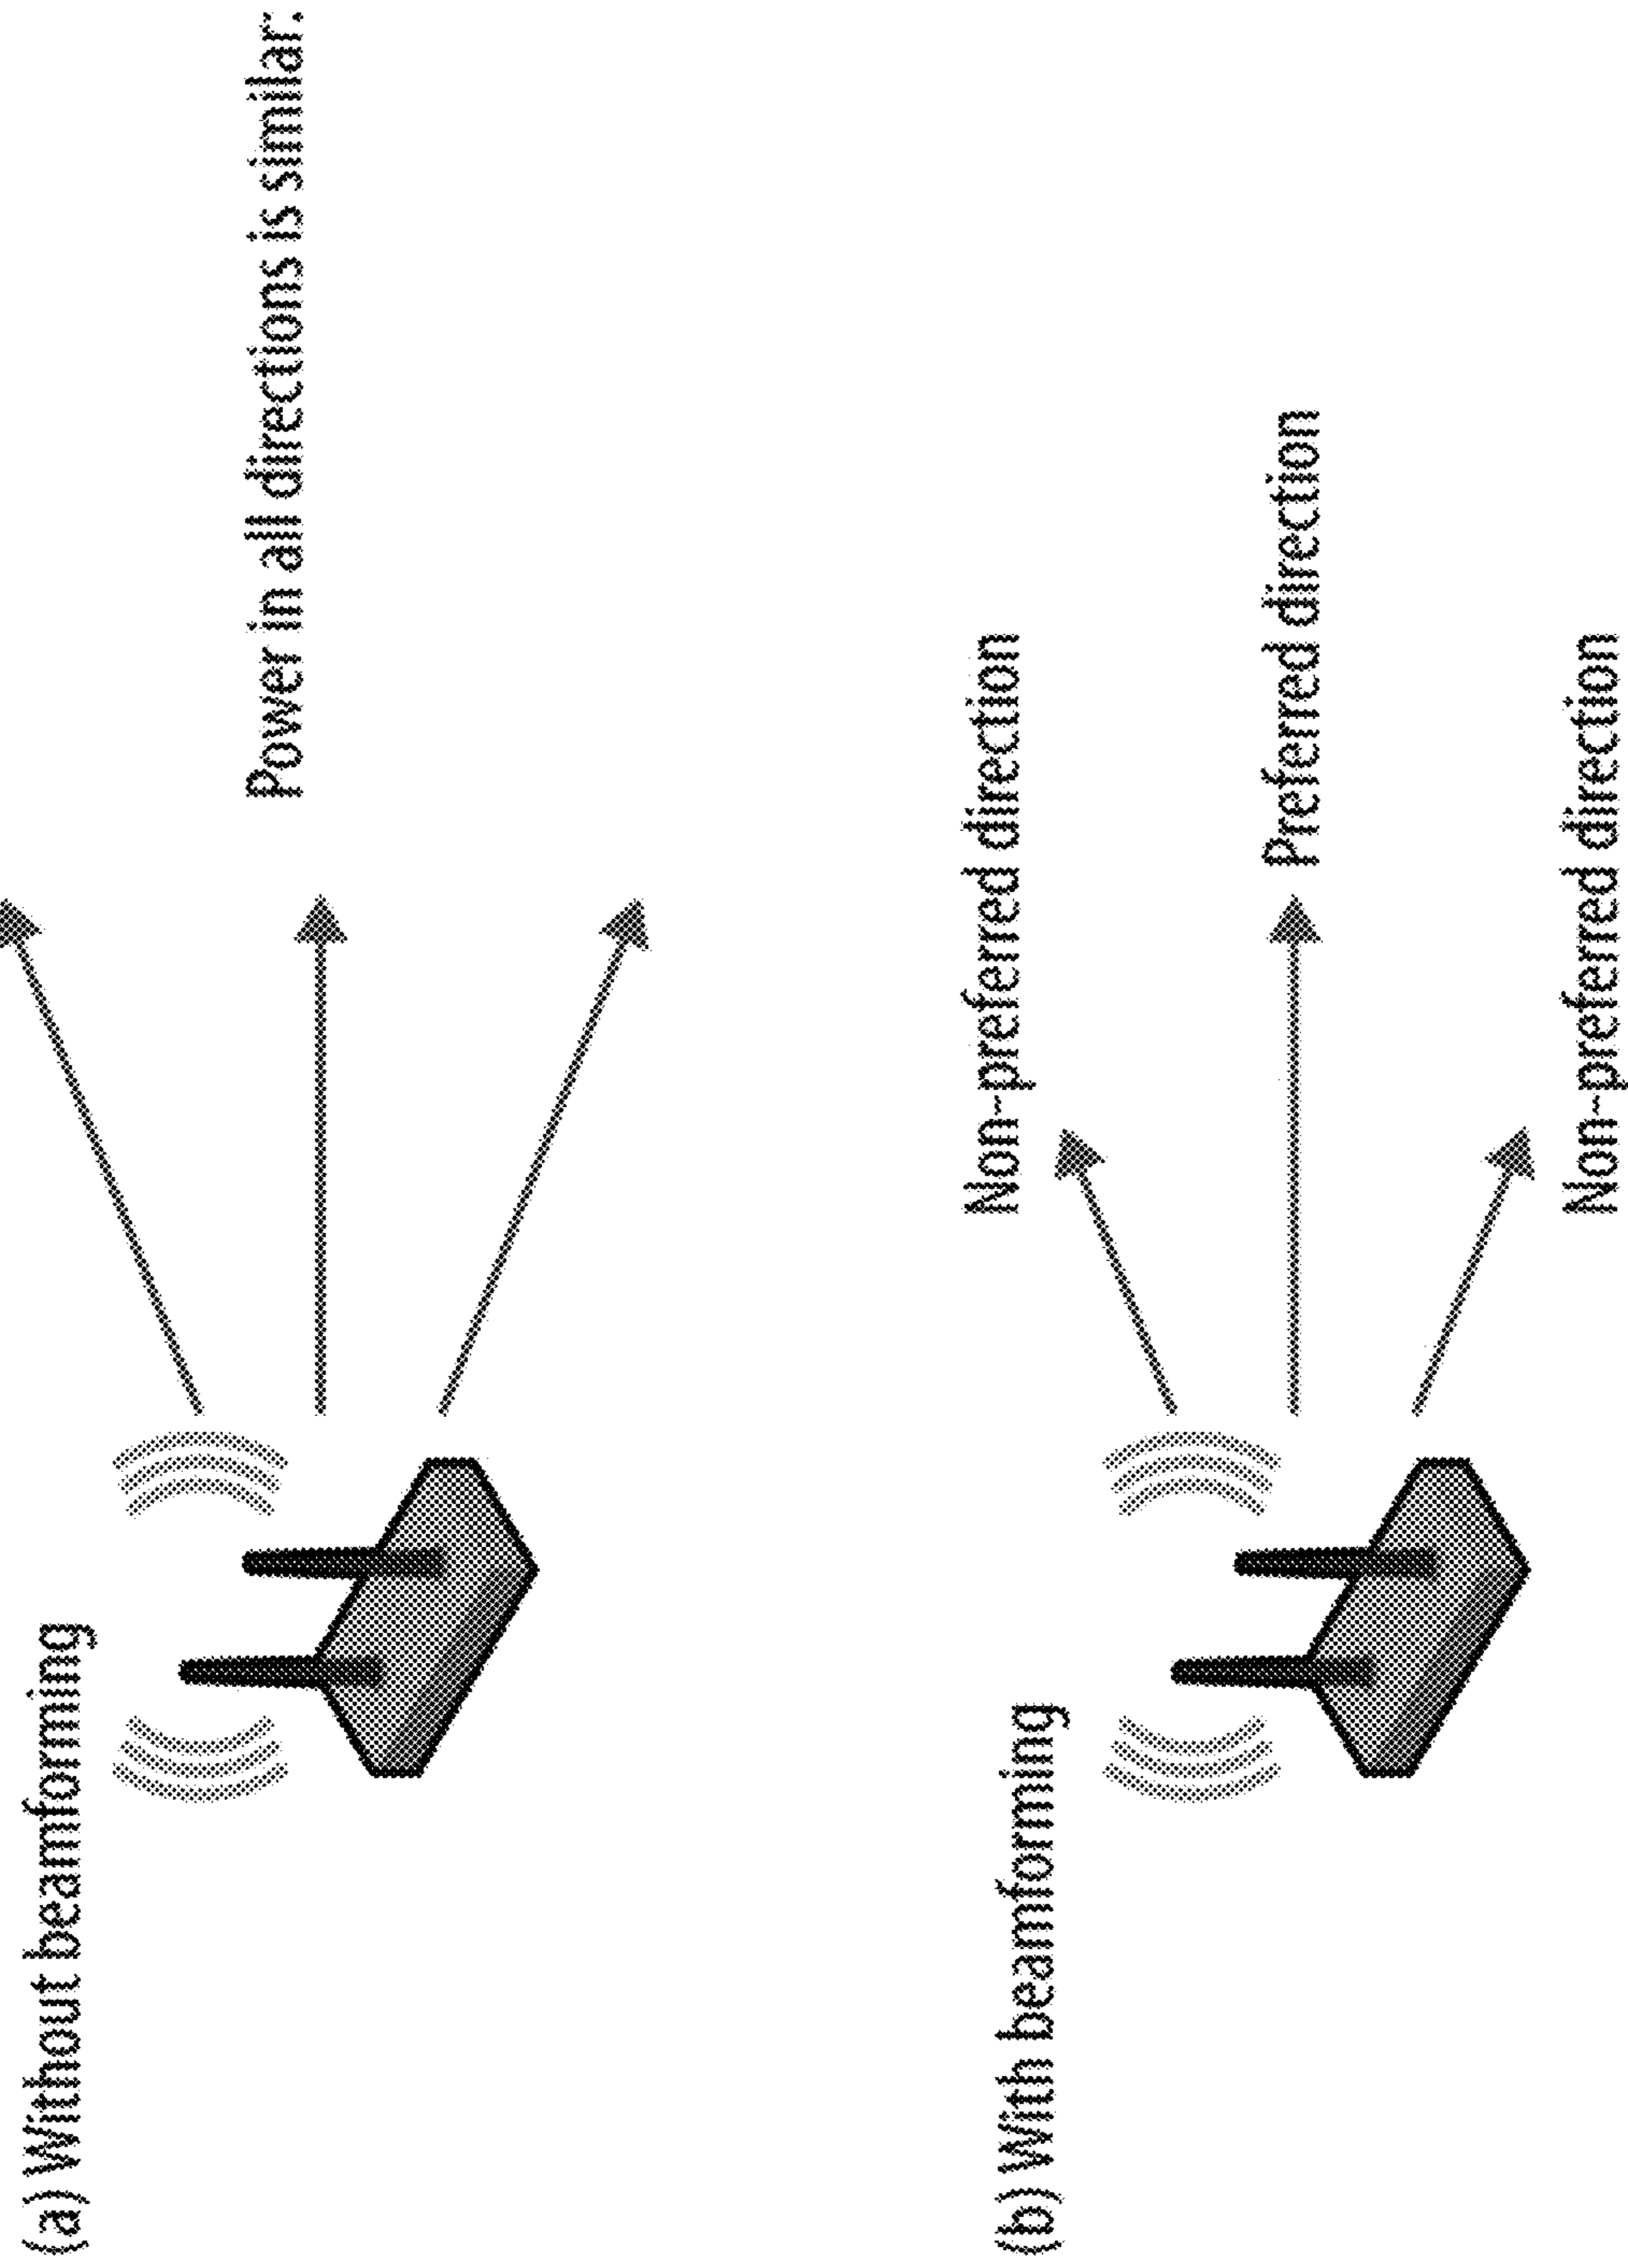 (a) Without beamforming
Power in all directions is similar.
(b) With beamforming
Non-preferred direction
Preferred direction
Non-preferred direction